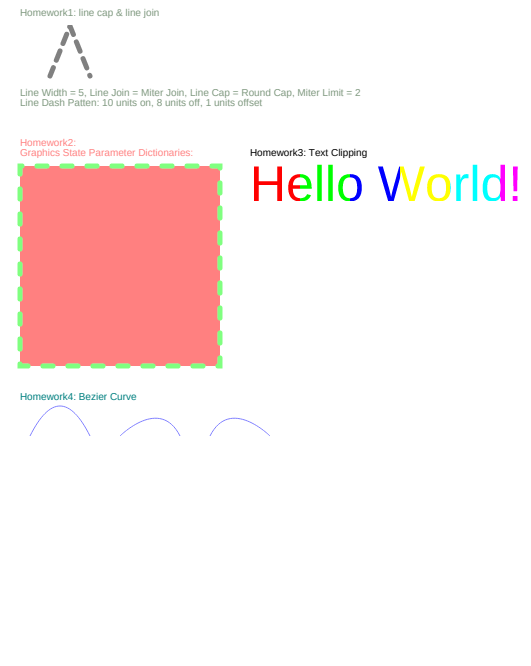 Homework1: line cap & line join
Line Width = 5, Line Join = Miter Join, Line Cap = Round Cap, Miter Limit = 2
Line Dash Patten: 10 units on, 8 units off, 1 units offset
Homework2:
Graphics State Parameter Dictionaries:
Homework3: Text Clipping
Hello World!
Homework4: Bezier Curve